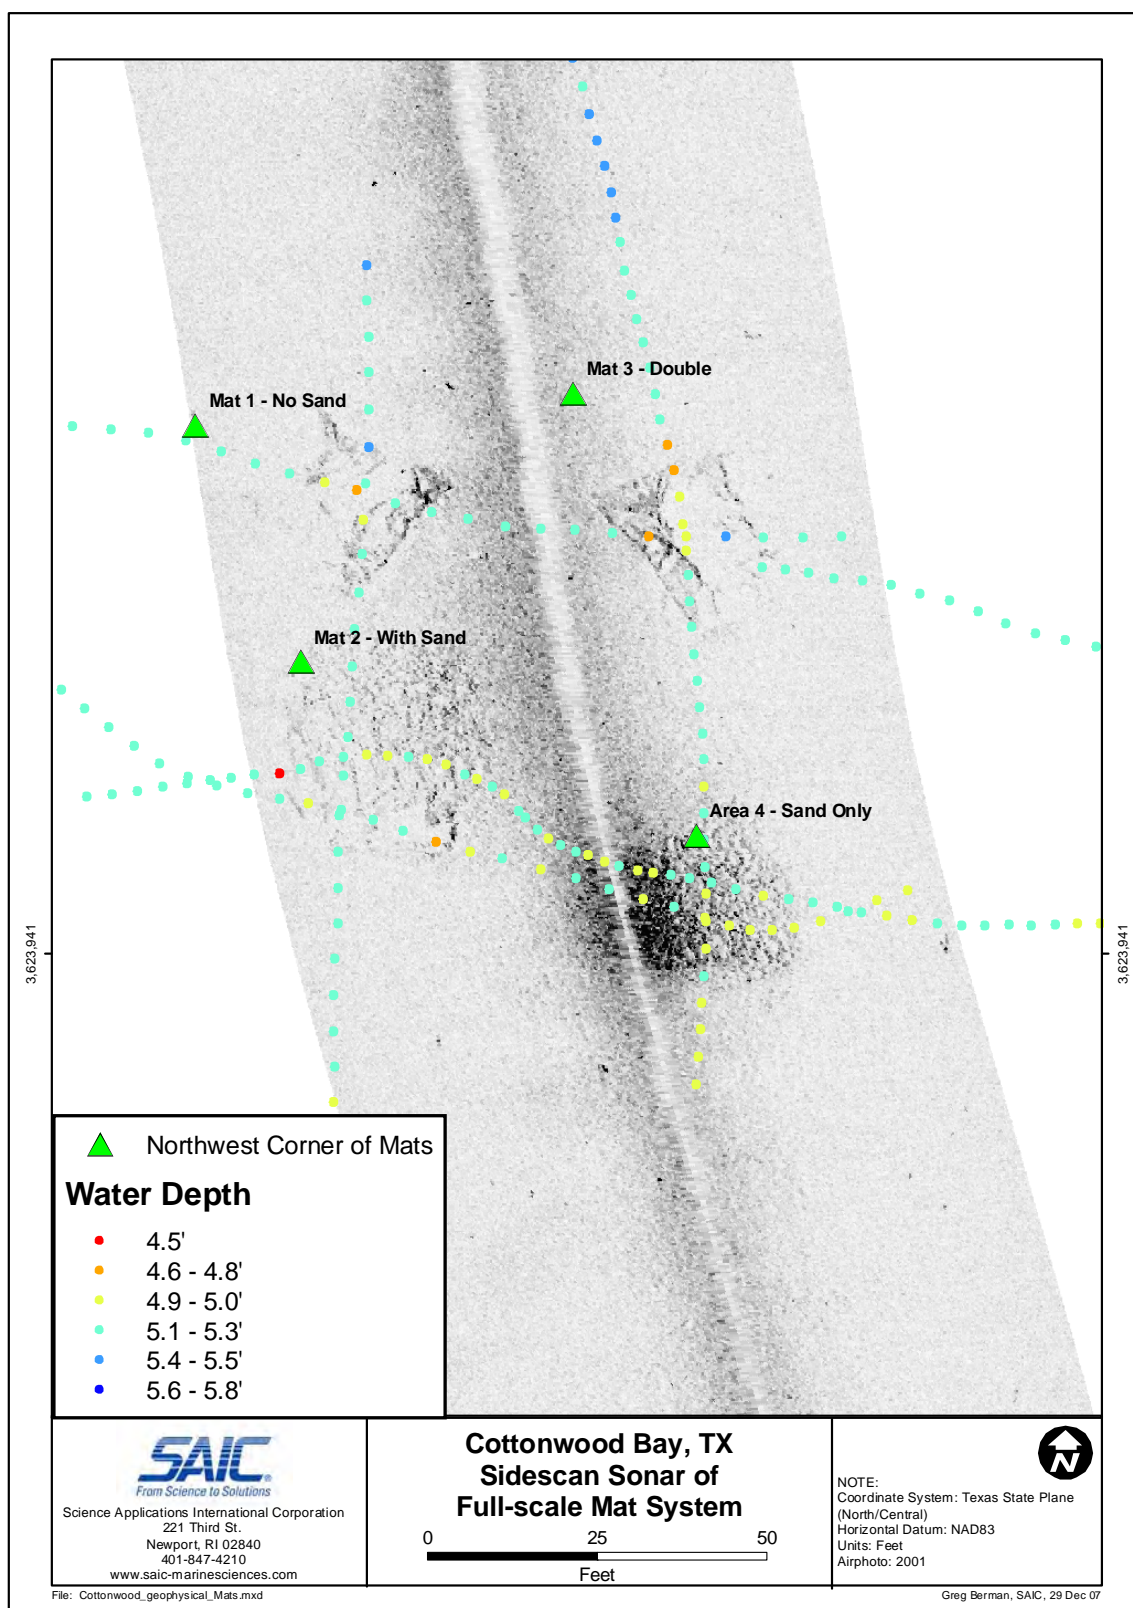 Mat 3 - Double
Mat 1 - No Sand
Mat 2 - With Sand
Area 4 - Sand Only
3,623,941
3,623,941
Northwest Corner of Mats
Water Depth
4.5'
4.6 - 4.8'
4.9 - 5.0'
5.1 - 5.3'
5.4 - 5.5'
5.6 - 5.8'
SAIC
From Science to Solutions
Science Applications International Corporation
221 Third St.
Newport, RI 02840
401-847-4210
www.saic-marinesciences.com
Cottonwood Bay, TX
Sidescan Sonar of
Full-scale Mat System
0 25 50
Feet
N
NOTE:
Coordinate System: Texas State Plane
(North/Central)
Horizontal Datum: NAD83
Units: Feet
Airphoto: 2001
File: Cottonwood_geophysical_Mats.mxd
Greg Berman, SAIC, 29 Dec 07